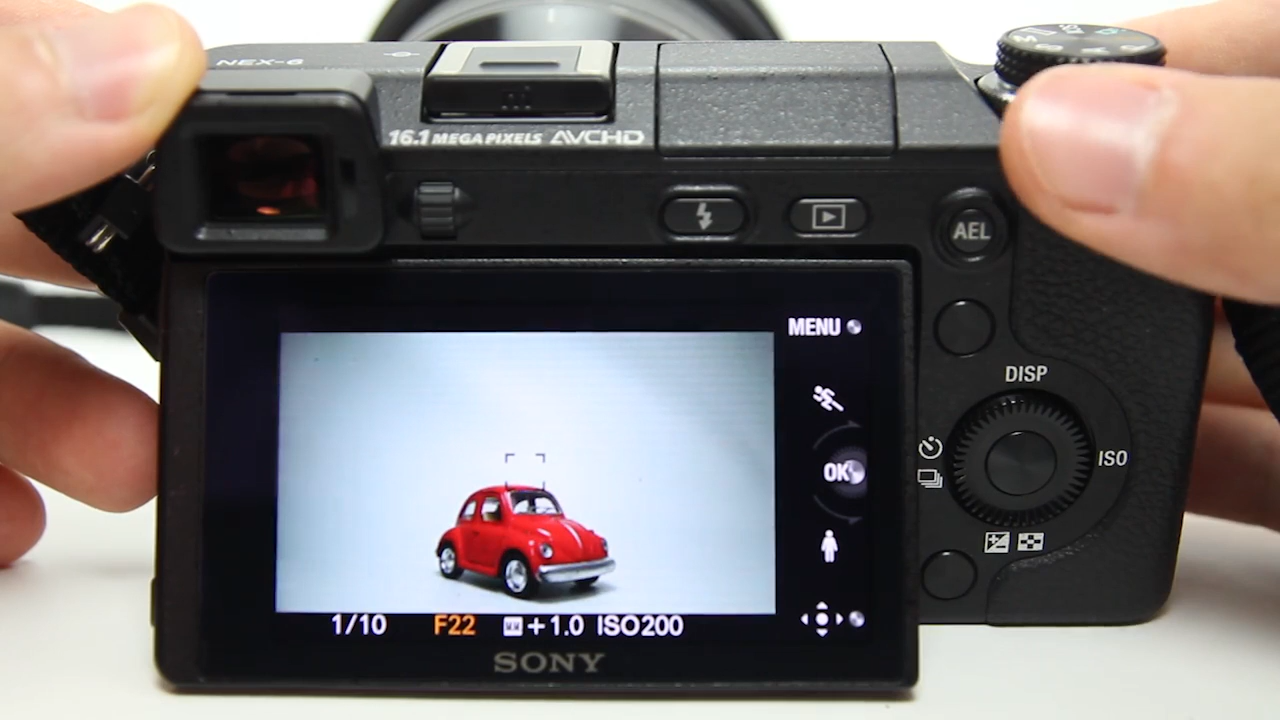 NEX-6
16.1 MEGA PIXELS AVCHD
AEL
MENU
DISP
OK
ISO
1/10 F22 +1.0 ISO200
SONY